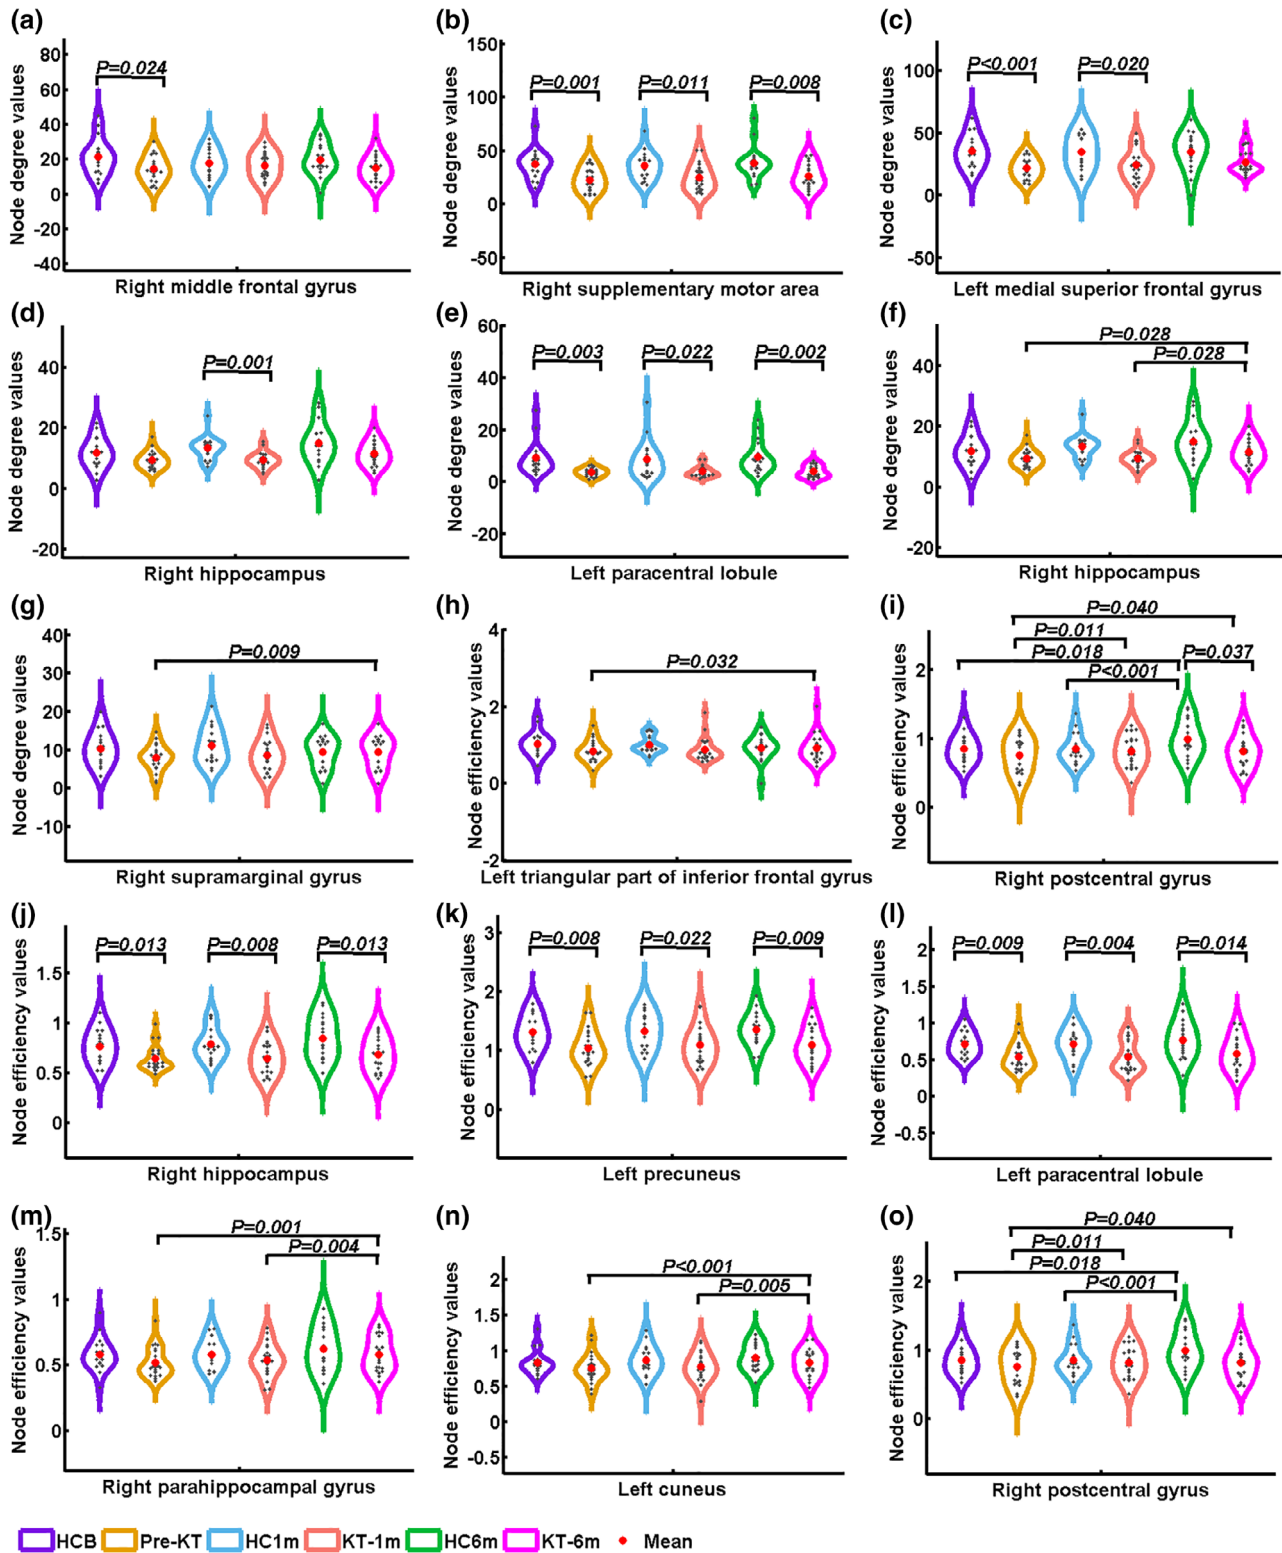 (a)
Node degree values
80
60
40
20
0
-20
-40
P=0.024
Right middle frontal gyrus
(b)
Node degree values
150
100
50
0
-50
P=0.001
P=0.011
P=0.008
Right supplementary motor area
(c)
Node degree values
100
50
0
-50
P<0.001
P=0.020
Left medial superior frontal gyrus
(d)
Node degree values
40
20
0
-20
P=0.001
Right hippocampus
(e)
Node degree values
60
40
20
0
-20
P=0.003
P=0.022
P=0.002
Left paracentral lobule
(f)
Node degree values
40
20
0
-20
P=0.028
P=0.028
Right hippocampus
(g)
Node degree values
40
30
20
10
0
-10
P=0.009
Right supramarginal gyrus
(h)
Node efficiency values
4
2
0
-2
P=0.032
Left triangular part of inferior frontal gyrus
(i)
Node efficiency values
2
1
0
P=0.040
P=0.011
P=0.018
P=0.037
P<0.001
Right postcentral gyrus
(j)
Node efficiency values
1.5
1
0.5
0
P=0.013
P=0.008
P=0.013
Right hippocampus
(k)
Node efficiency values
3
2
1
0
P=0.008
P=0.022
P=0.009
Left precuneus
(l)
Node efficiency values
2
1.5
1
0.5
0
-0.5
P=0.009
P=0.004
P=0.014
Left paracentral lobule
(m)
Node efficiency values
1.5
1
0.5
0
P=0.001
P=0.004
Right parahippocampal gyrus
(n)
Node efficiency values
2
1.5
1
0.5
0
-0.5
P<0.001
P=0.005
Left cuneus
(o)
Node efficiency values
2
1
0
P=0.040
P=0.011
P=0.018
P<0.001
Right postcentral gyrus
HCB Pre-KT HC1m KT-1m HC6m KT-6m Mean